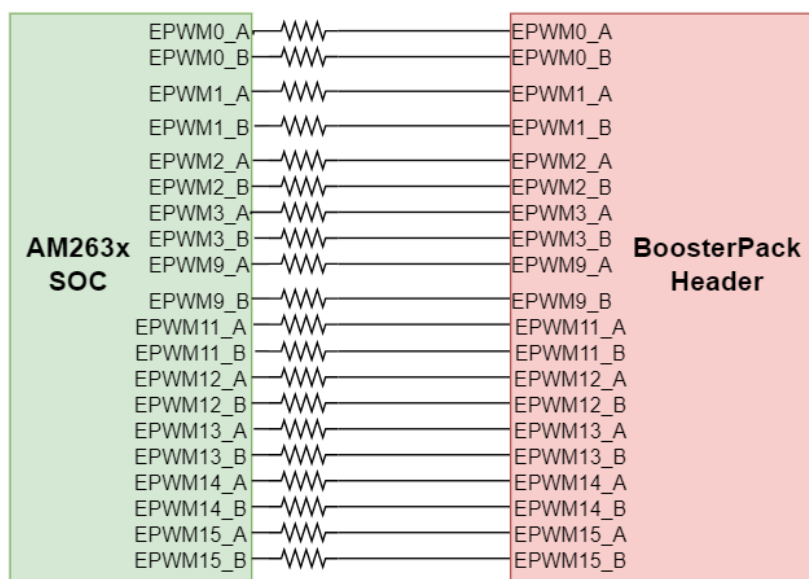 EPWM0_A EPWM0_A
EPWM0_B EPWM0_B
EPWM1_A EPWM1_A
EPWM1_B EPWM1_B
EPWM2_A EPWM2_A
EPWM2_B EPWM2_B
EPWM3_A EPWM3_A
EPWM3_B EPWM3_B
AM263x BoosterPack
EPWM9_A EPWM9_A
SOC Header
EPWM9_B EPWM9_B
EPWM11_A EPWM11_A
EPWM11_B EPWM11_B
EPWM12_A EPWM12_A
EPWM12_B EPWM12_B
EPWM13_A EPWM13_A
EPWM13_B EPWM13_B
EPWM14_A EPWM14_A
EPWM14_B EPWM14_B
EPWM15_A EPWM15_A
EPWM15_B EPWM15_B